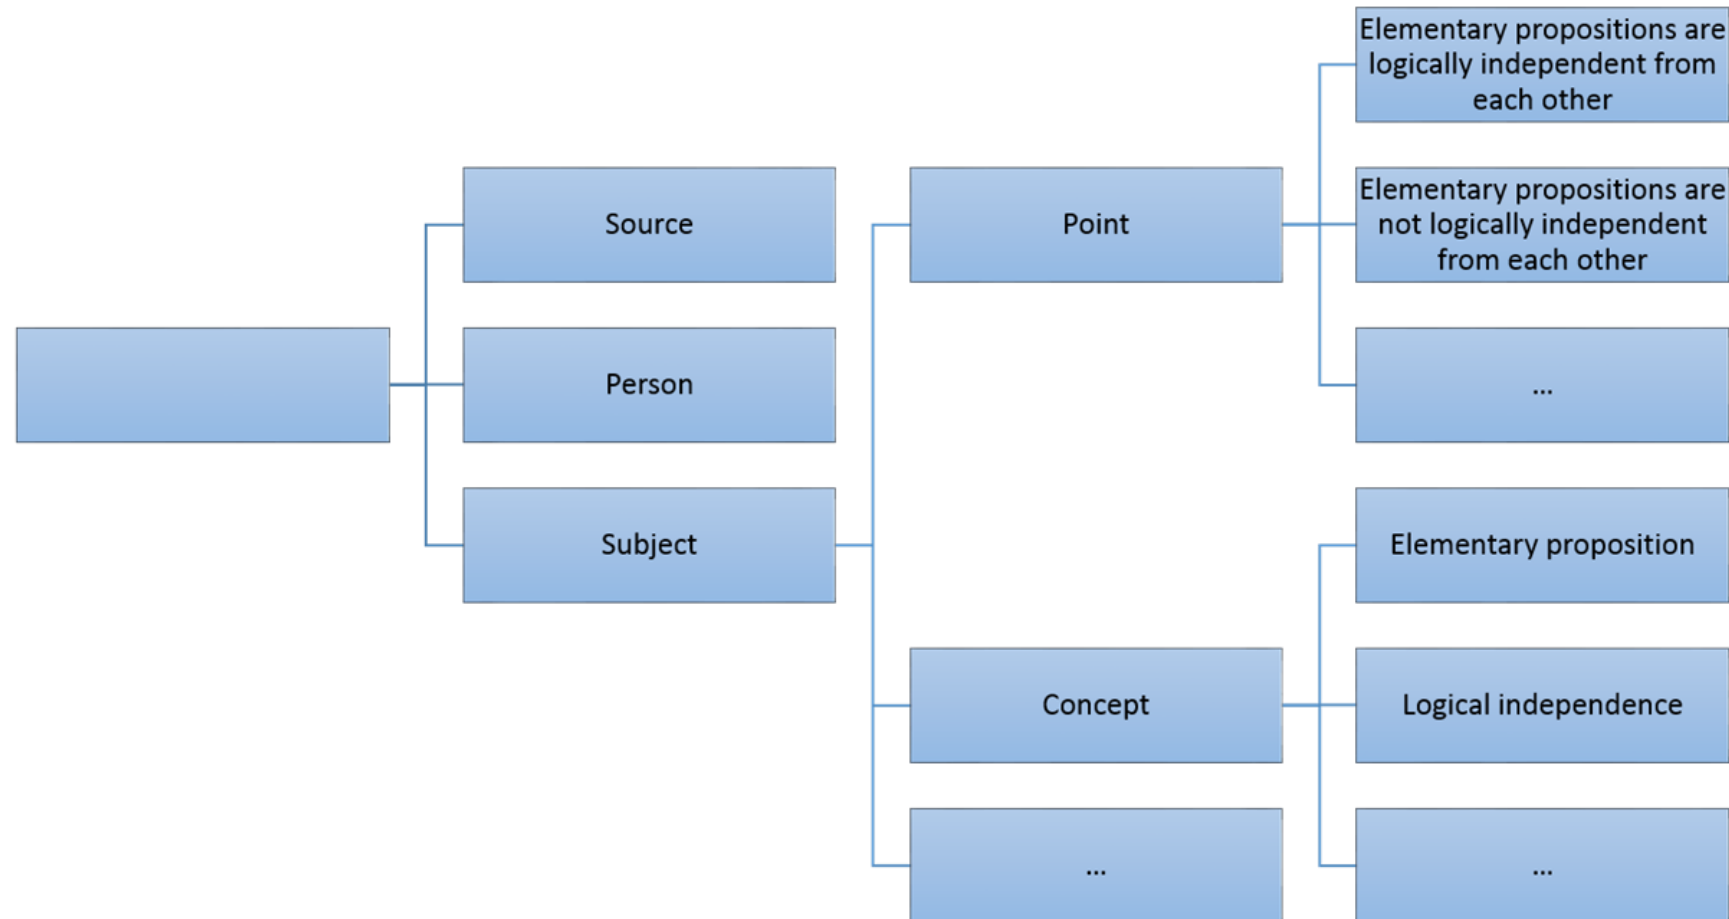 Elementary propositions are
logically independent from
each other
Source
Point
Elementary propositions are
not logically independent
from each other
Person
...
Subject
Elementary proposition
Concept
Logical independence
...
...